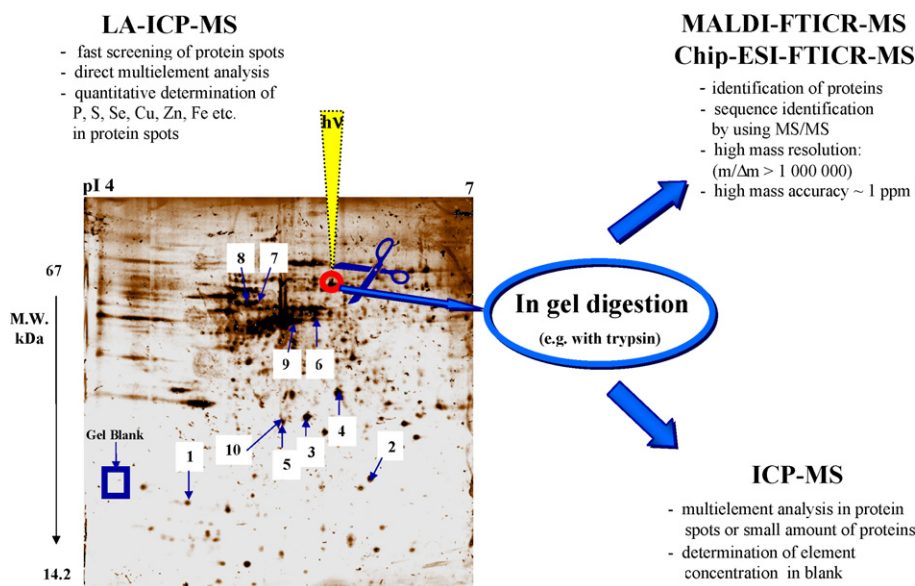 LA-ICP-MS
- fast screening of protein spots
- direct multielement analysis
- quantitative determination of
P, S, Se, Cu, Zn, Fe etc.
in protein spots
MALDI-FTICR-MS
Chip-ESI-FTICR-MS
- identification of proteins
- sequence identification
by using MS/MS
- high mass resolution:
(m/Δm > 1 000 000)
- high mass accuracy ~ 1 ppm
hν
pI 4
7
67
M.W.
kDa
14.2
8
7
9
6
4
10
5
3
2
1
Gel Blank
In gel digestion
(e.g. with trypsin)
ICP-MS
- multielement analysis in protein
spots or small amount of proteins
- determination of element
concentration in blank